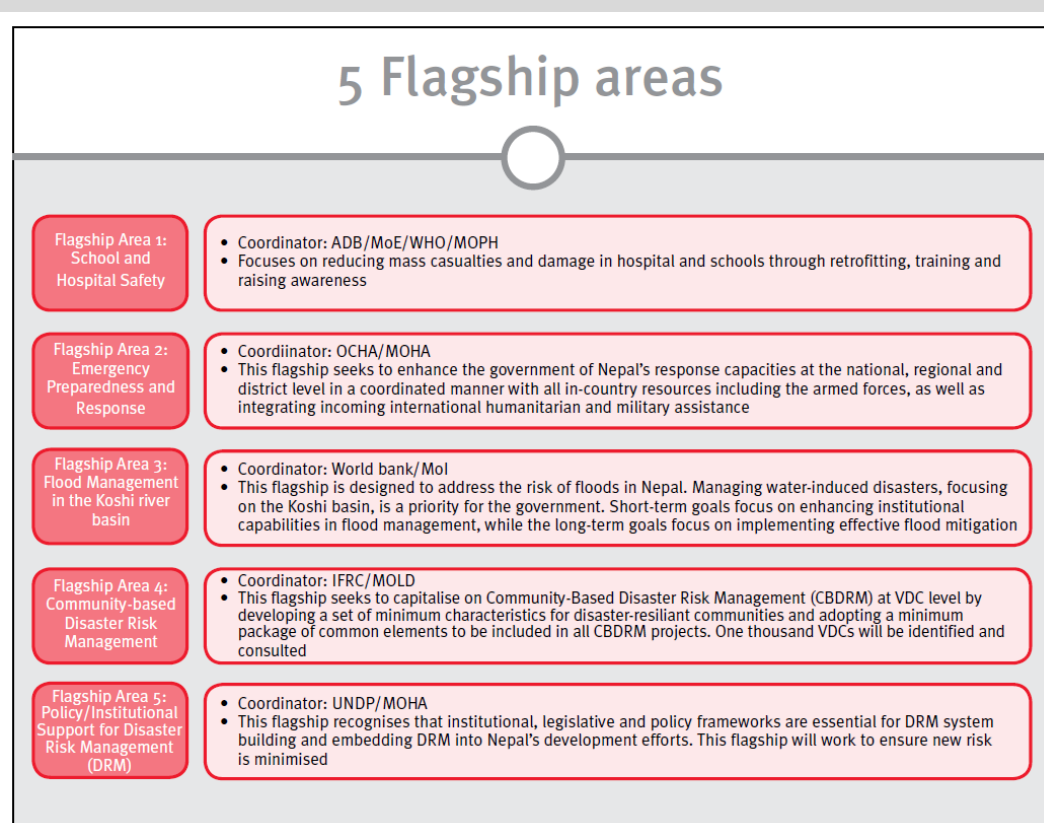 5 Flagship areas
Flagship Area 1:
School and
Hospital Safety
• Coordinator: ADB/MoE/WHO/MOPH
• Focuses on reducing mass casualties and damage in hospital and schools through retrofitting, training and
raising awareness
Flagship Area 2:
Emergency
Preparedness and
Response
• Coordiinator: OCHA/MOHA
• This flagship seeks to enhance the government of Nepal's response capacities at the national, regional and
district level in a coordinated manner with all in-country resources including the armed forces, as well as
integrating incoming international humanitarian and military assistance
Flagship Area 3:
Flood Management
in the Koshi river
basin
• Coordinator: World bank/MoI
• This flagship is designed to address the risk of floods in Nepal. Managing water-induced disasters, focusing
on the Koshi basin, is a priority for the government. Short-term goals focus on enhancing institutional
capabilities in flood management, while the long-term goals focus on implementing effective flood mitigation
Flagship Area 4:
Community-based
Disaster Risk
Management
• Coordinator: IFRC/MOLD
• This flagship seeks to capitalise on Community-Based Disaster Risk Management (CBDRM) at VDC level by
developing a set of minimum characteristics for disaster-resiliant communities and adopting a minimum
package of common elements to be included in all CBDRM projects. One thousand VDCs will be identified and
consulted
Flagship Area 5:
Policy/Institutional
Support for Disaster
Risk Management
(DRM)
• Coordinator: UNDP/MOHA
• This flagship recognises that institutional, legislative and policy frameworks are essential for DRM system
building and embedding DRM into Nepal's development efforts. This flagship will work to ensure new risk
is minimised